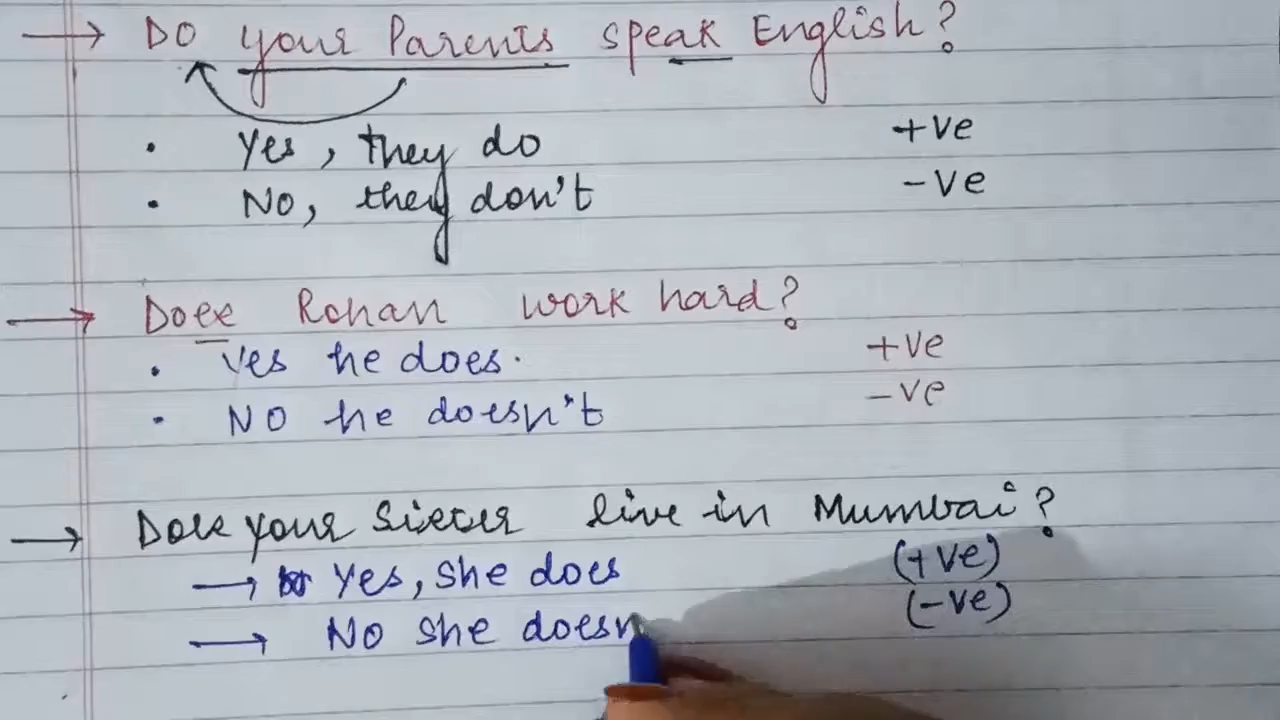 → Do your Parents speak English?
· Yes, they do +ve
· No, they don't -ve
→ Does Rohan work hard?
· Yes he does. +ve
· NO he doesn't -ve
→ Does your Sister live in Mumbai?
→ Yes, she does (+ve)
→ No she doesn (-ve)